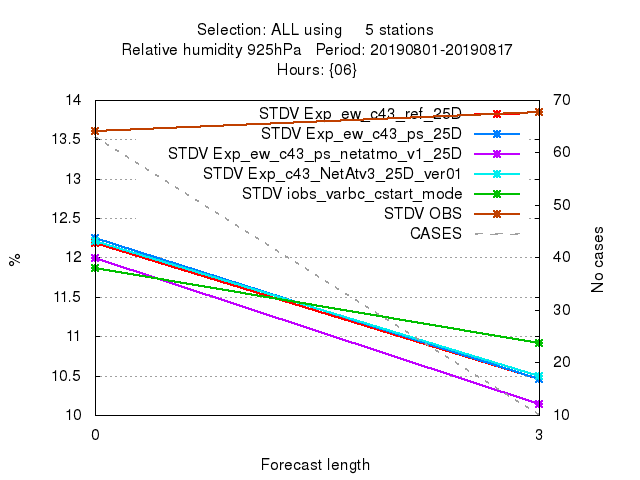 Selection: ALL using 5 stations
Relative humidity 925hPa Period: 20190801-20190817
Hours: {06}
14
13.5
13
12.5
12
11.5
11
10.5
10
%
STDV Exp_ew_c43_ref_25D
STDV Exp_ew_c43_ps_25D
STDV Exp_ew_c43_ps_netatmo_v1_25D
STDV Exp_c43_NetAtv3_25D_ver01
STDV iobs_varbc_cstart_mode
STDV OBS
CASES
70
60
50
40
30
20
10
No cases
0
3
Forecast length